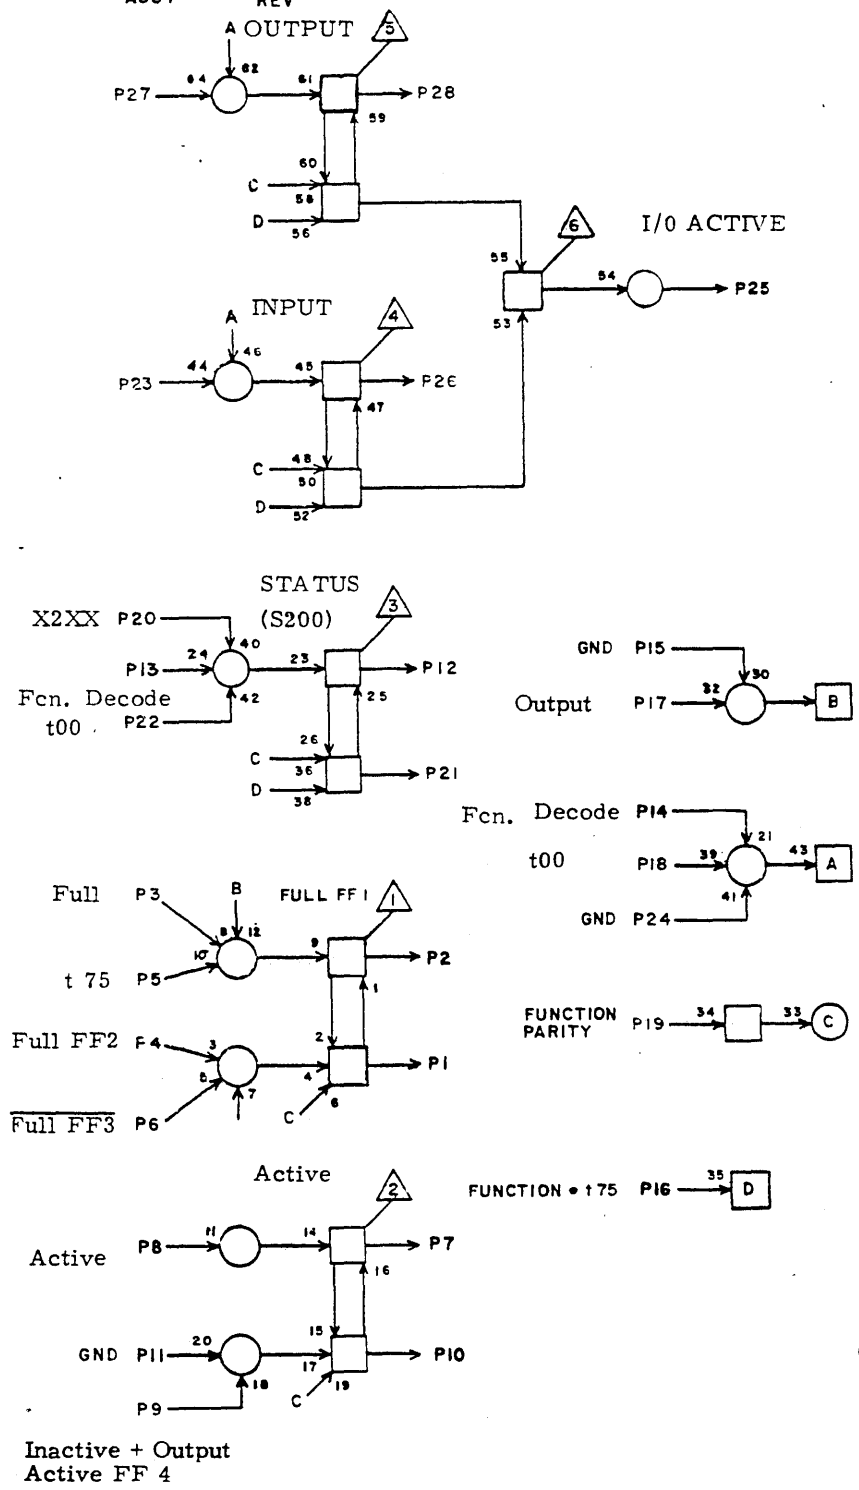 REV
A OUTPUT 5
P27 64 62 61 P28
59
60
C
58
D
56
6 I/O ACTIVE
55
54 P25
53
A INPUT 4
46
44 45
P23
47
C 48
50
D
52
STATUS
X2XX P20 (S200) 3
40
P13 24 23 P12
Fcn. Decode 42 25
t00 P22
26
C
36 P21
D
38
GND P15
30
Output P17 32 B
Fcn. Decode P14
21
t00 P18 39 43 A
41
GND P24
Full P3 B FULL FF1 1
8 12 9
10 P2
t 75 P5
1
Full FF2 P4 3 2
4 P1
7 6
Full FF3 P6 C
FUNCTION
PARITY P19 34 33 C
Active 2
FUNCTION • t75 P16 35 D
Active P8 11 14 P7
16
15
GND P11 20 17 P10
18 19
P9 C
Inactive + Output
Active FF 4